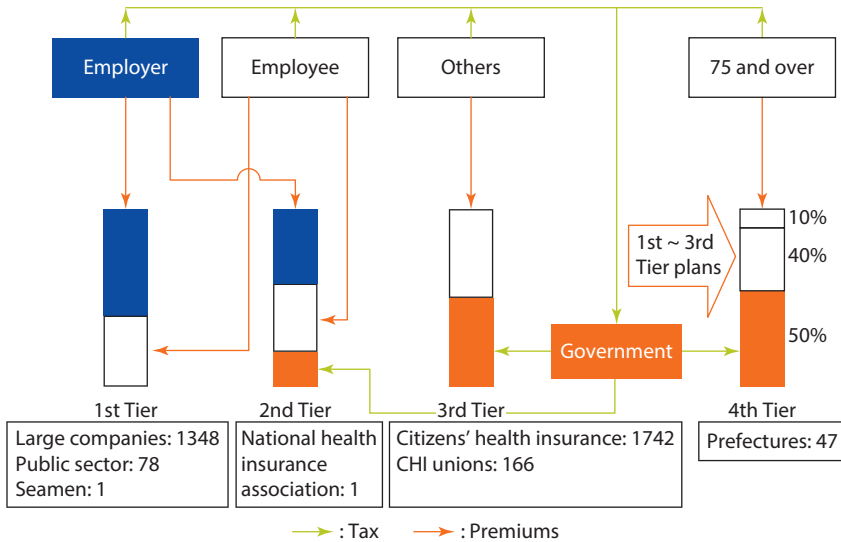 Employer
Employee
Others
75 and over
1st ~ 3rd
Tier plans
10%
40%
50%
Government
1st Tier
2nd Tier
3rd Tier
4th Tier
Large companies: 1348
Public sector: 78
Seamen: 1
National health
insurance
association: 1
Citizens’ health insurance: 1742
CHI unions: 166
Prefectures: 47
: Tax
: Premiums